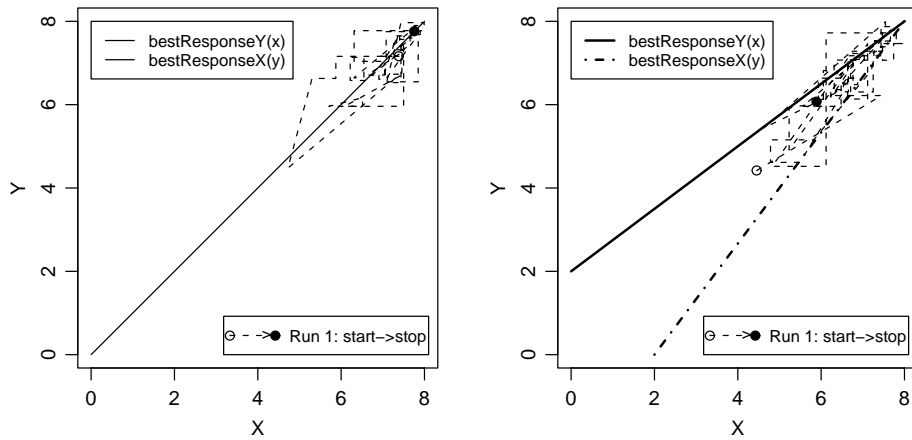 bestResponseY(x)
bestResponseX(y)
Run 1: start−>stop
0 2 4 6 8
0 2 4 6 8
X
Y
bestResponseY(x)
bestResponseX(y)
Run 1: start−>stop
0 2 4 6 8
0 2 4 6 8
X
Y